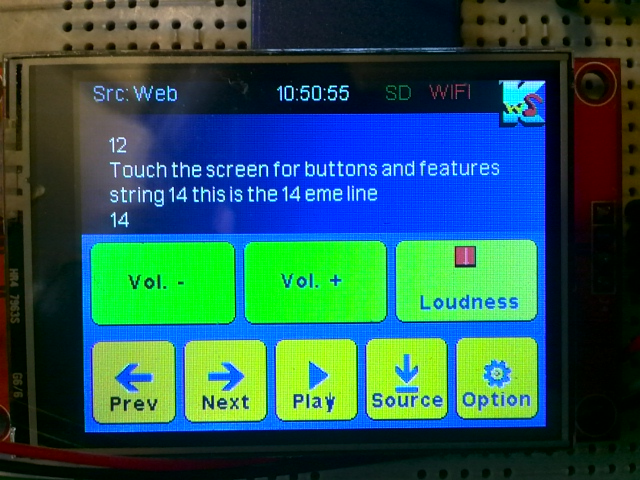 Src: Web 10:50:55 SD WIFI
12
Touch the screen for buttons and features
string 14 this is the 14 eme line
14
Vol. - Vol. + Loudness
Prev Next Play Source Option